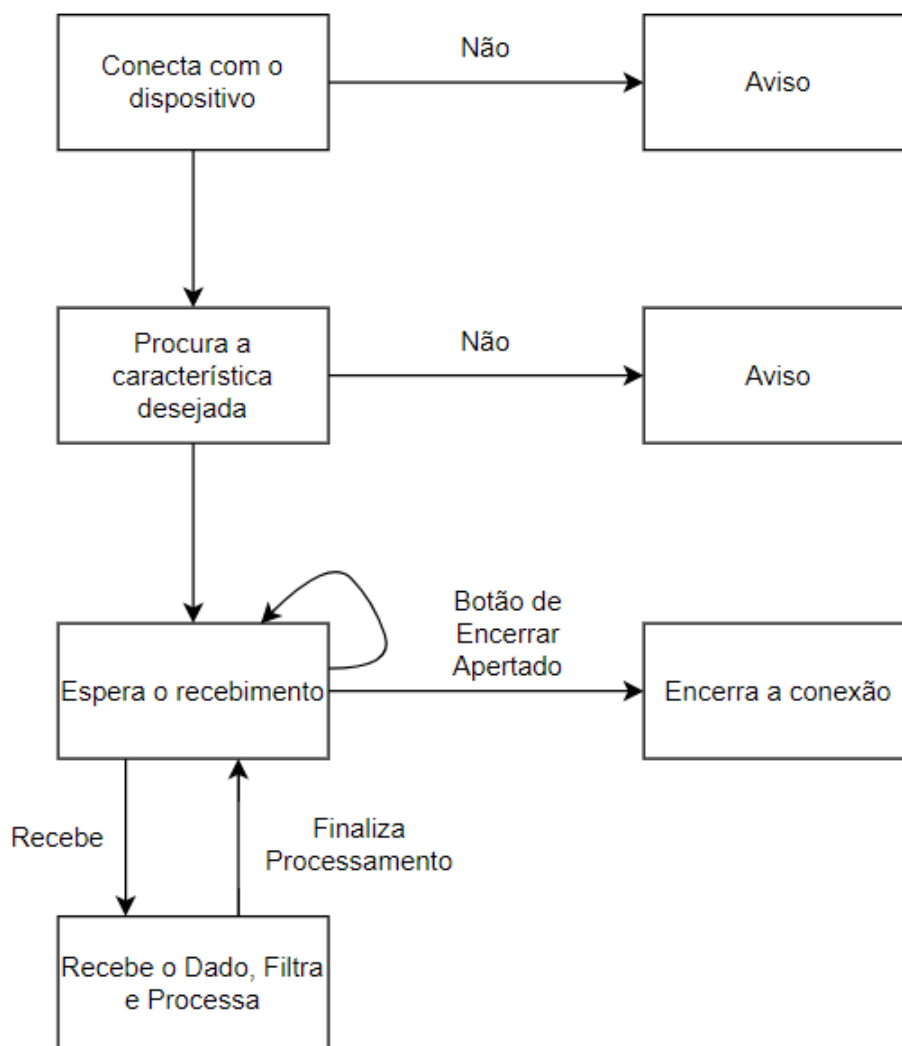 Conecta com o
dispositivo
Não
Aviso
Procura a
característica
desejada
Não
Aviso
Espera o recebimento
Botão de
Encerrar
Apertado
Encerra a conexão
Recebe
Finaliza
Processamento
Recebe o Dado, Filtra
e Processa